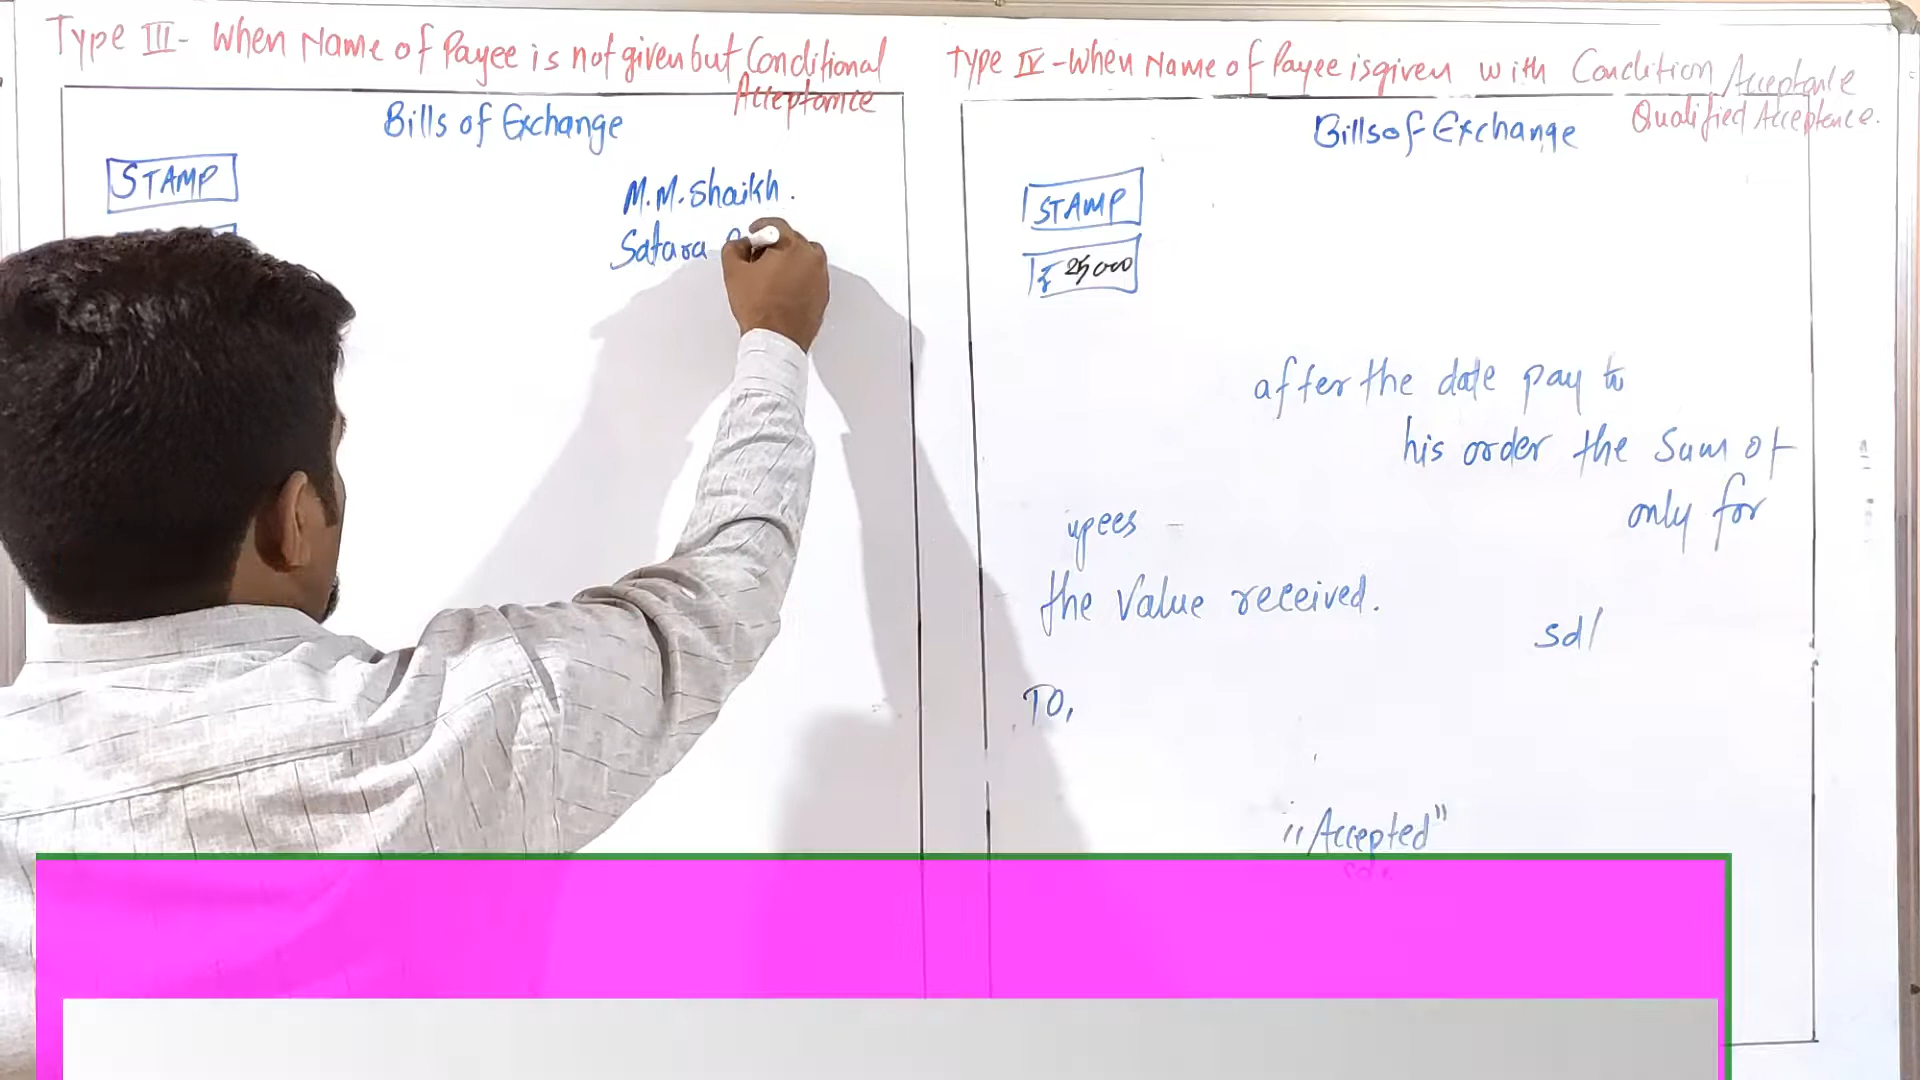 Type III - When Name of Payee is not given but Conditional
Acceptance
Bills of Exchange
STAMP
M.M. Shaikh.
Satara
Type IV - When Name of Payee is given with Condition Acceptance
Qualified Acceptance.
Bills of Exchange
STAMP
₹ 25000
after the date pay to
his order the Sum of
upees - only for
the Value received.
sd/
TO,
"Accepted"